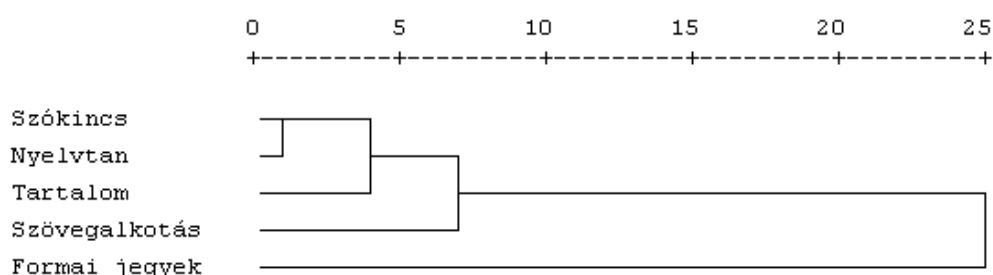 0 5 10 15 20 25
+---------+---------+---------+---------+---------+
Szókincs
Nyelvtan
Tartalom
Szövegalkotás
Formai jegyek